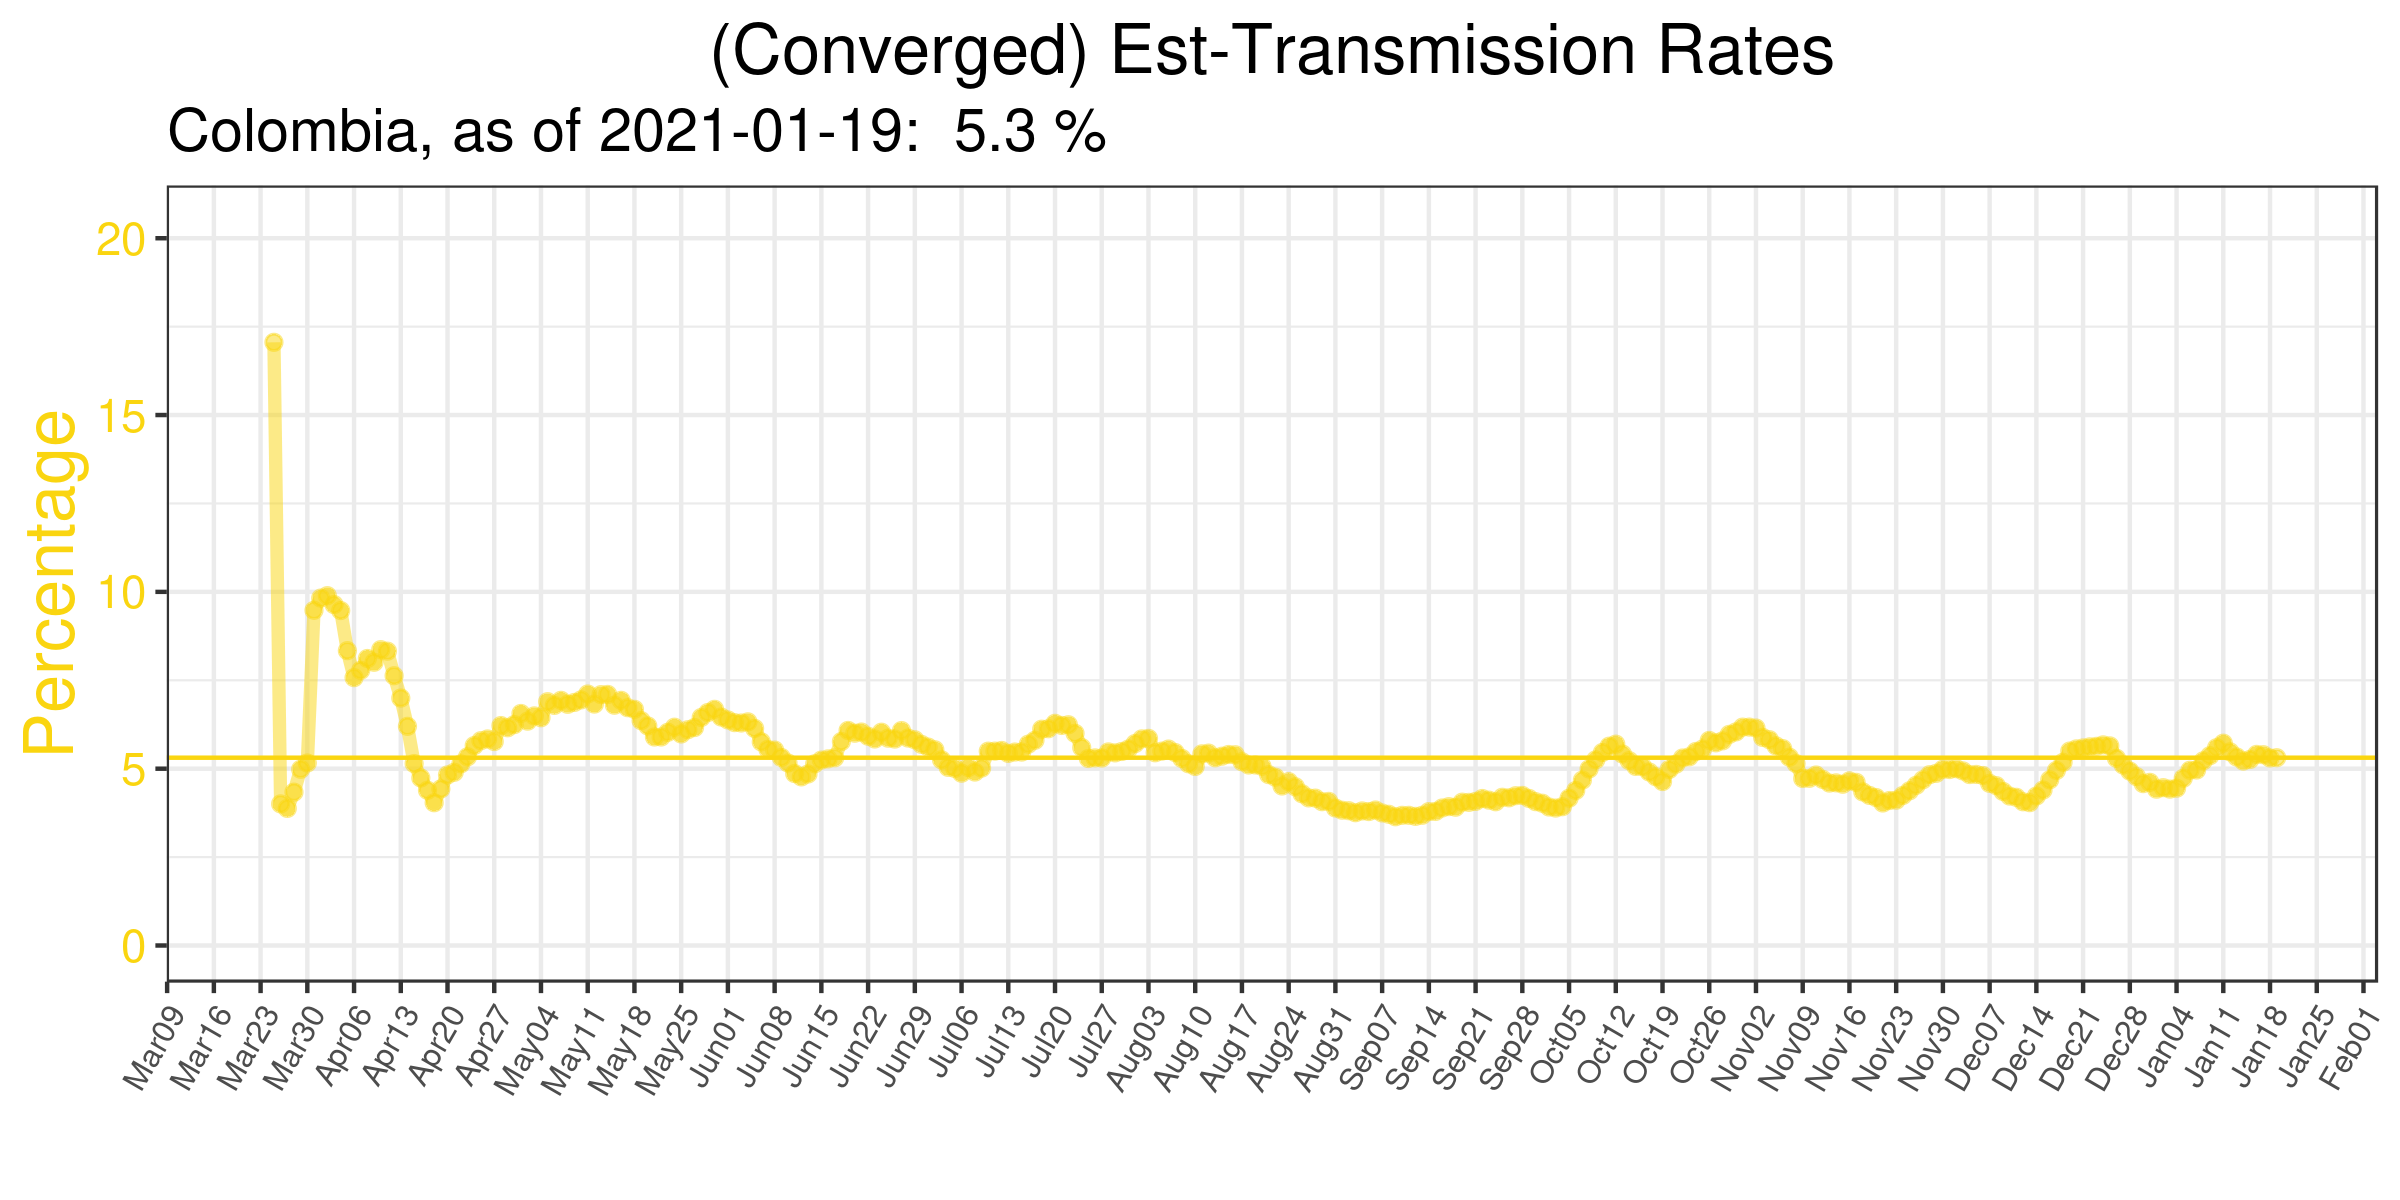 (Converged) Est-Transmission Rates
Colombia, as of 2021-01-19:  5.3 %
Percentage
20
15
10
5
0
Mar09
Mar16
Mar23
Mar30
Apr06
Apr13
Apr20
Apr27
May04
May11
May18
May25
Jun01
Jun08
Jun15
Jun22
Jun29
Jul06
Jul13
Jul20
Jul27
Aug03
Aug10
Aug17
Aug24
Aug31
Sep07
Sep14
Sep21
Sep28
Oct05
Oct12
Oct19
Oct26
Nov02
Nov09
Nov16
Nov23
Nov30
Dec07
Dec14
Dec21
Dec28
Jan04
Jan11
Jan18
Jan25
Feb01